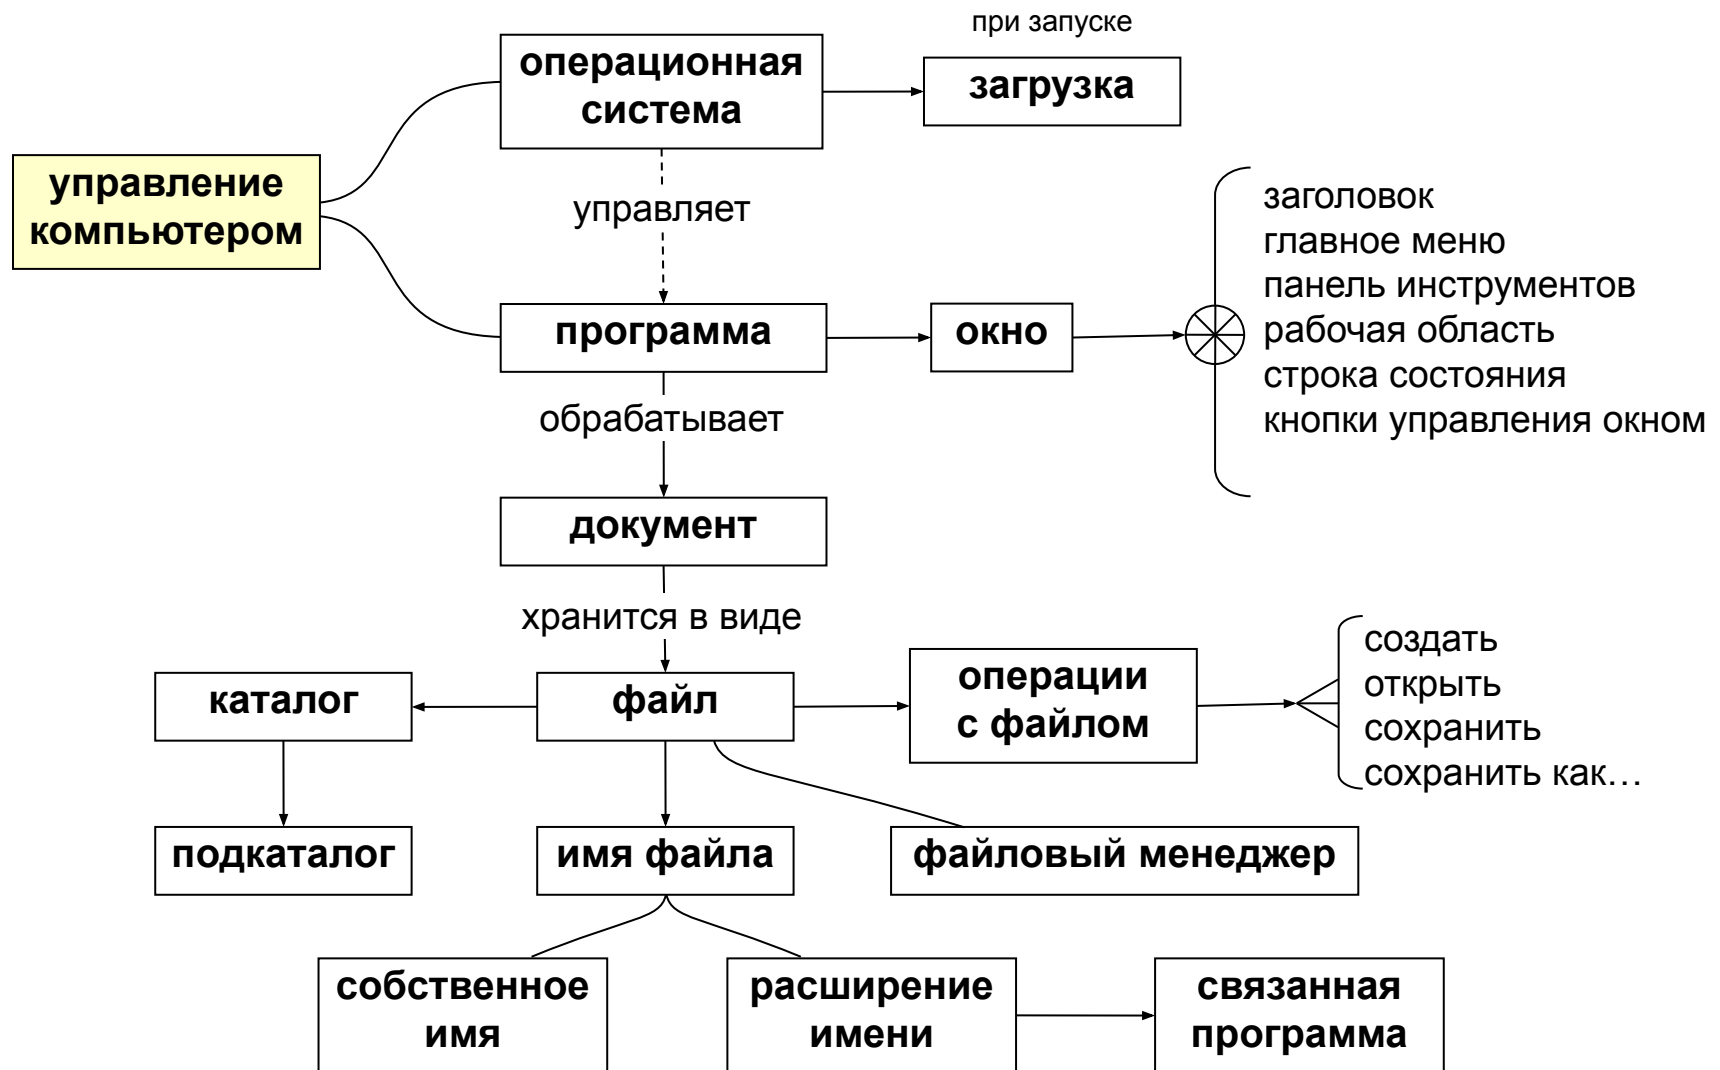 при запуске
операционная
система
загрузка
управление
компьютером
управляет
заголовок
главное меню
панель инструментов
рабочая область
строка состояния
кнопки управления окном
программа
окно
обрабатывает
документ
хранится в виде
каталог
файл
операции
с файлом
создать
открыть
сохранить
сохранить как…
подкаталог
имя файла
файловый менеджер
собственное
имя
расширение
имени
связанная
программа